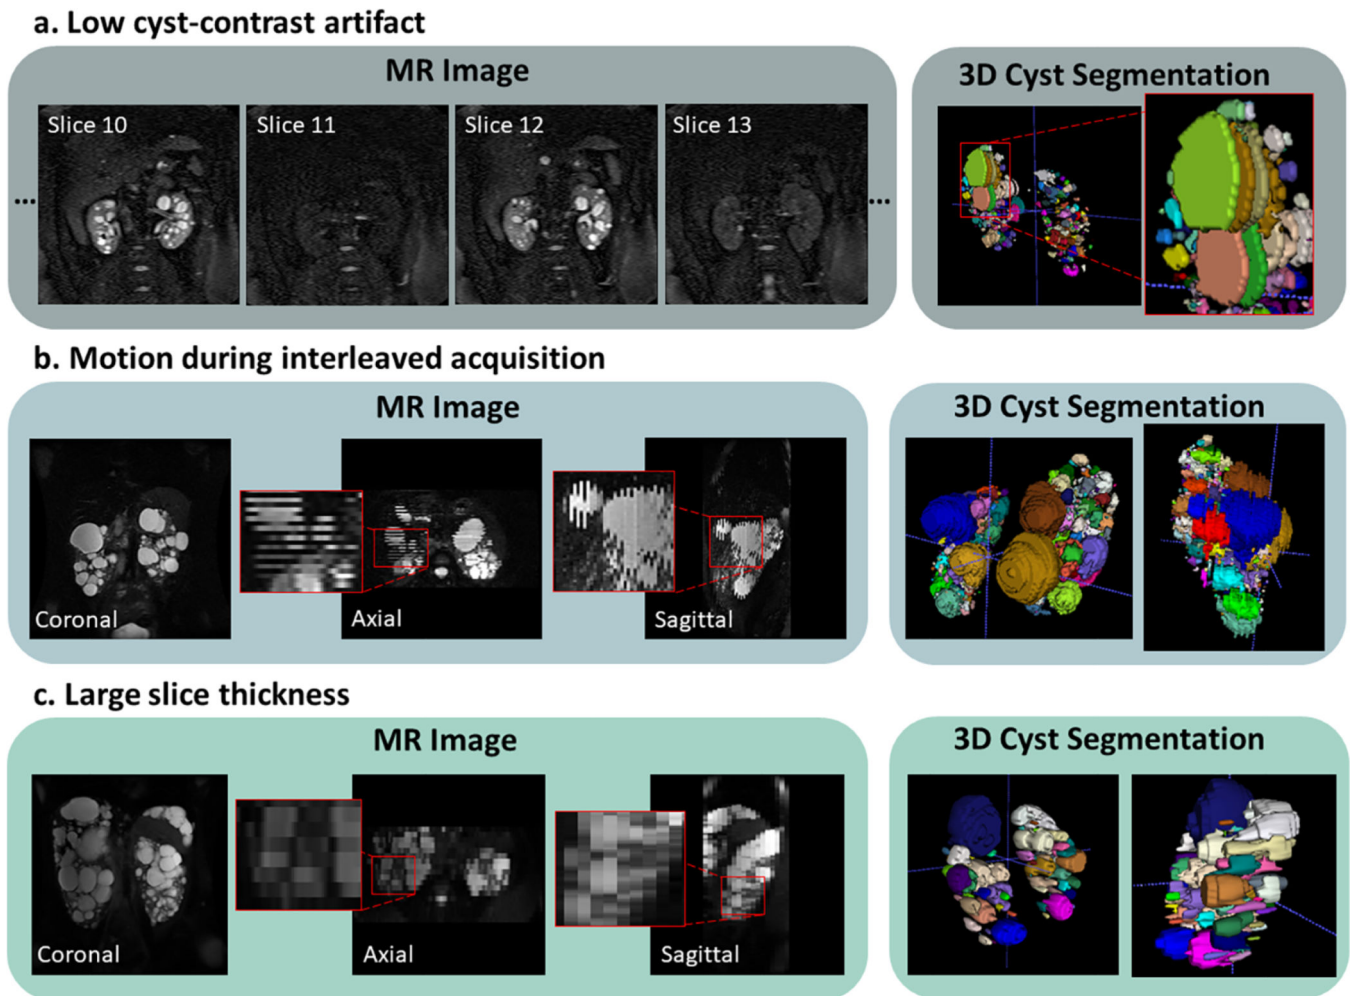 a. Low cyst-contrast artifact
MR Image
3D Cyst Segmentation
Slice 10
Slice 11
Slice 12
Slice 13
...
...
b. Motion during interleaved acquisition
MR Image
3D Cyst Segmentation
Coronal
Axial
Sagittal
c. Large slice thickness
MR Image
3D Cyst Segmentation
Coronal
Axial
Sagittal